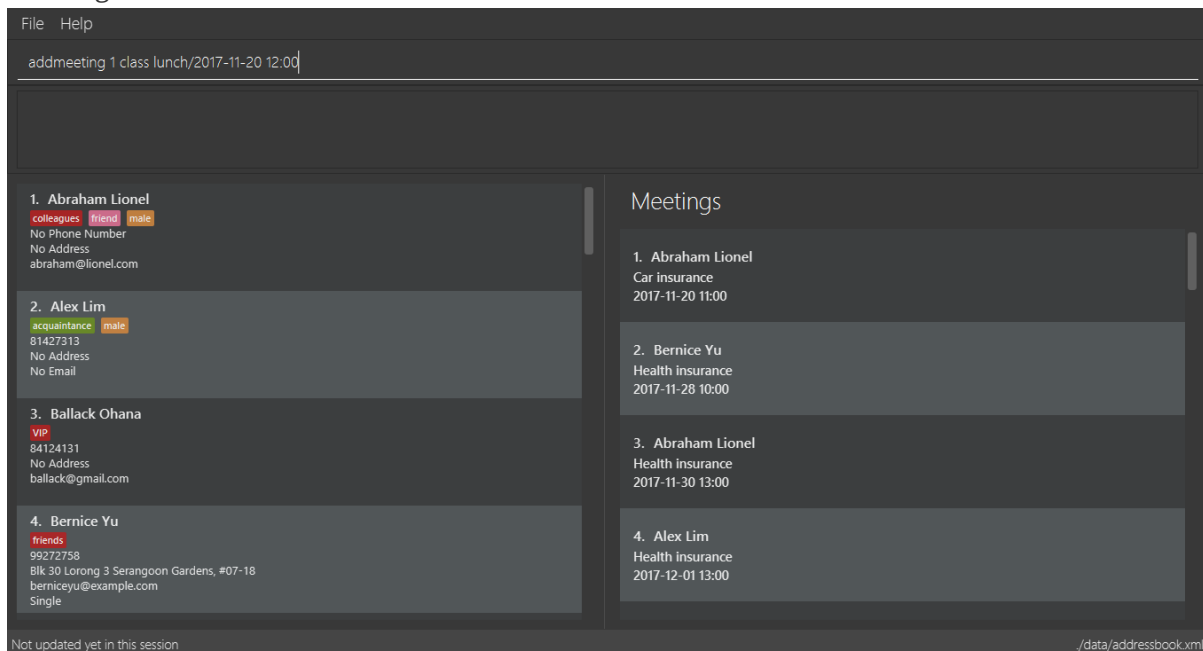 File Help
addmeeting 1 class lunch/2017-11-20 12:00
1. Abraham Lionel
colleagues friend male
No Phone Number
No Address
abraham@lionel.com
2. Alex Lim
acquaintance male
81427313
No Address
No Email
3. Ballack Ohana
VIP
84124131
No Address
ballack@gmail.com
4. Bernice Yu
friends
99272758
Blk 30 Lorong 3 Serangoon Gardens, #07-18
berniceyu@example.com
Single
Meetings
1. Abraham Lionel
Car insurance
2017-11-20 11:00
2. Bernice Yu
Health insurance
2017-11-28 10:00
3. Abraham Lionel
Health insurance
2017-11-30 13:00
4. Alex Lim
Health insurance
2017-12-01 13:00
Not updated yet in this session
./data/addressbook.xml